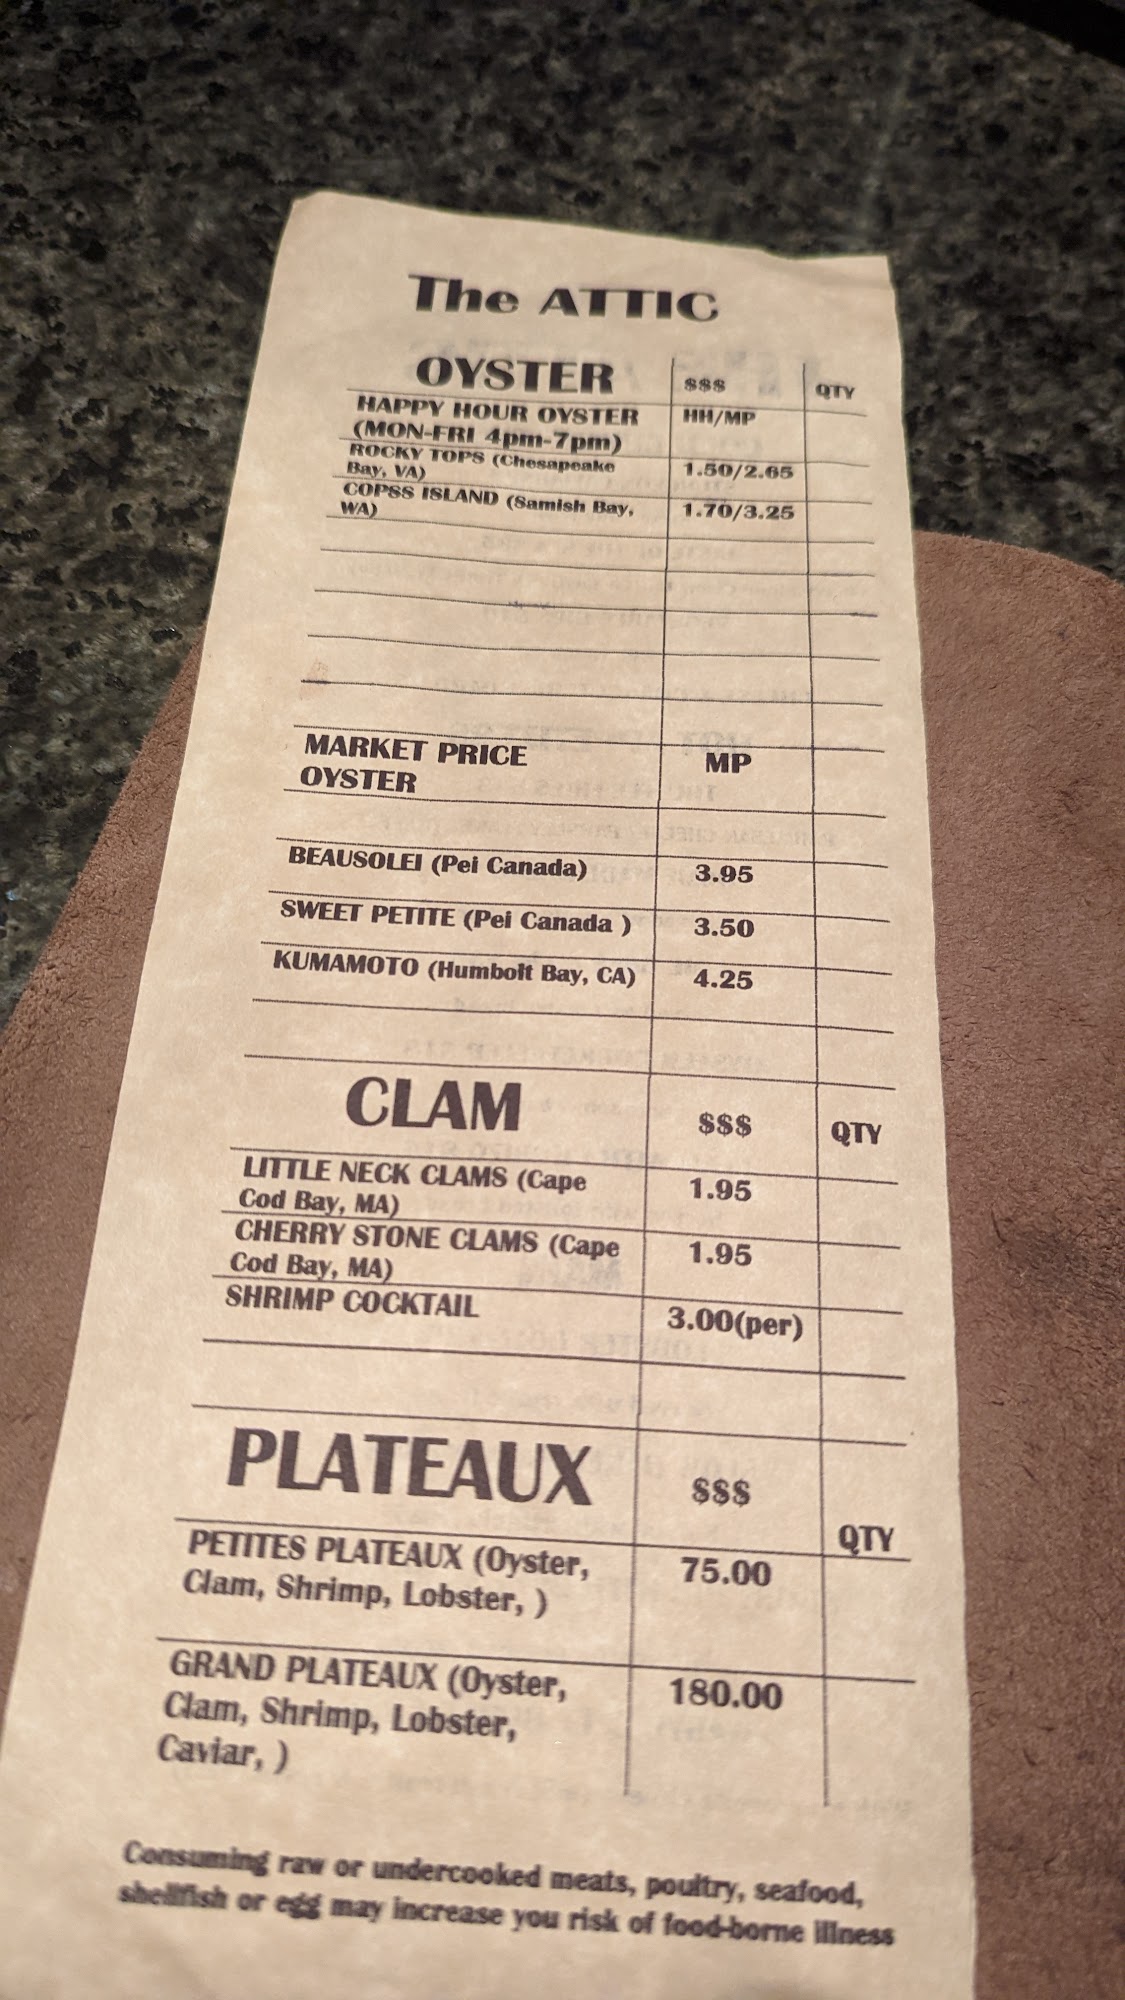 The ATTIC
OYSTER $$$ QTY
HAPPY HOUR OYSTER HH/MP
(MON-FRI 4pm-7pm)
ROCKY TOPS (Chesapeake
Bay, VA) 1.50/2.65
COPSS ISLAND (Samish Bay,
WA) 1.70/3.25
MARKET PRICE MP
OYSTER
BEAUSOLEI (Pei Canada) 3.95
SWEET PETITE (Pei Canada ) 3.50
KUMAMOTO (Humbolt Bay, CA) 4.25
CLAM $$$ QTY
LITTLE NECK CLAMS (Cape 1.95
Cod Bay, MA)
CHERRY STONE CLAMS (Cape 1.95
Cod Bay, MA)
SHRIMP COCKTAIL 3.00(per)
PLATEAUX $$$ QTY
PETITES PLATEAUX (Oyster, 75.00
Clam, Shrimp, Lobster, )
GRAND PLATEAUX (Oyster, 180.00
Clam, Shrimp, Lobster,
Caviar, )
Consuming raw or undercooked meats, poultry, seafood,
shellfish or egg may increase you risk of food-borne illness